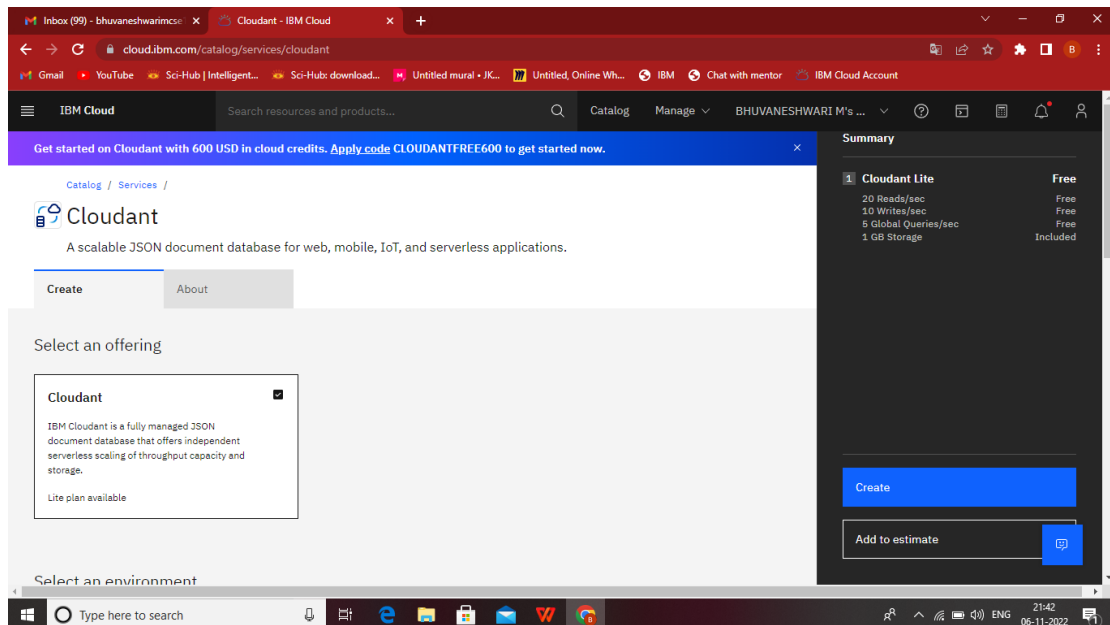 Inbox (99) - bhuvaneshwarimcse
Cloudant - IBM Cloud
cloud.ibm.com/catalog/services/cloudant
B
Gmail
YouTube
Sci-Hub | Intelligent...
Sci-Hub: download...
Untitled mural • JK...
Untitled, Online Wh...
IBM
Chat with mentor
IBM Cloud Account
IBM Cloud
Search resources and products...
Catalog
Manage
BHUVANESHWARI M's ...
Get started on Cloudant with 600 USD in cloud credits. Apply code CLOUDANTFREE600 to get started now.
Catalog / Services /
Cloudant
A scalable JSON document database for web, mobile, IoT, and serverless applications.
Create
About
Select an offering
Cloudant
IBM Cloudant is a fully managed JSON
document database that offers independent
serverless scaling of throughput capacity and
storage.
Lite plan available
Select an environment
Summary
1 Cloudant Lite Free
20 Reads/sec Free
10 Writes/sec Free
5 Global Queries/sec Free
1 GB Storage Included
Create
Add to estimate
Type here to search
ENG
21:42
06-11-2022
1